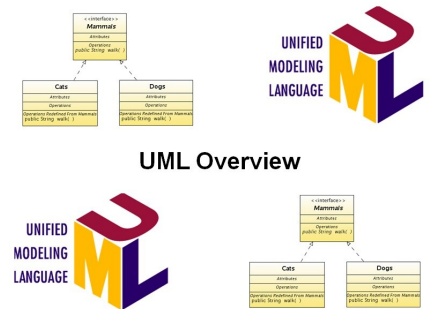 < <interface> >
Mammals
Attributes
Operations
public String walk( )
Cats
Attributes
Operations
Operations Redefined From Mammals
public String walk( )
Dogs
Attributes
Operations
Operations Redefined From Mammals
public String walk( )
UNIFIED
MODELING
LANGUAGE
UML
UML Overview
UNIFIED
MODELING
LANGUAGE
UML
< <interface> >
Mammals
Attributes
Operations
public String walk( )
Cats
Attributes
Operations
Operations Redefined From Mammals
public String walk( )
Dogs
Attributes
Operations
Operations Redefined From Mammals
public String walk( )